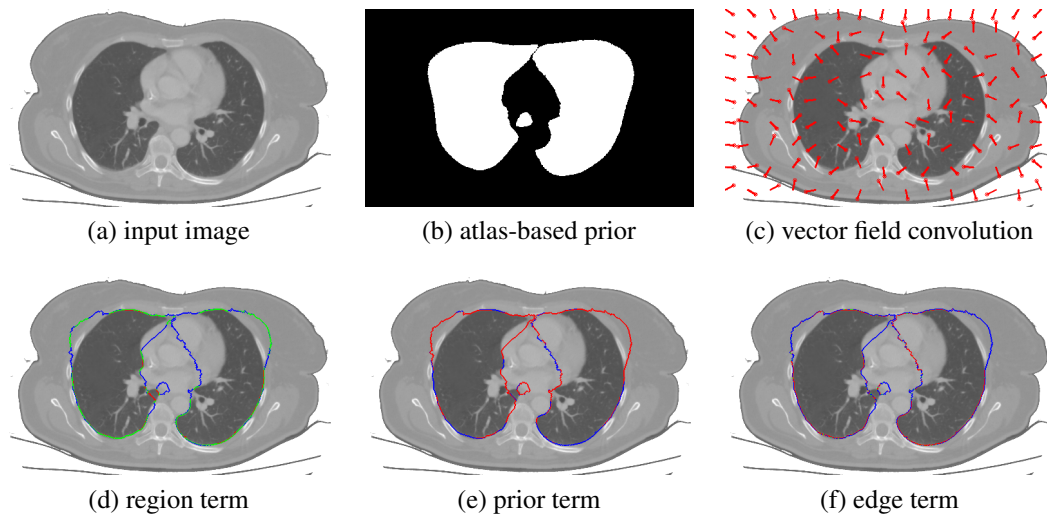 (a) input image
(b) atlas-based prior
(c) vector field convolution
(d) region term
(e) prior term
(f) edge term